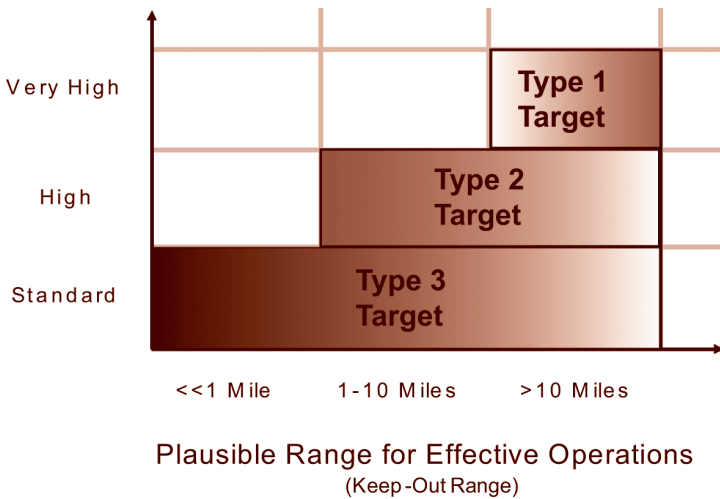 Very High
Type 1
Target
High
Type 2
Target
Standard
Type 3
Target
<<1 Mile
1-10 Miles
>10 Miles
Plausible Range for Effective Operations
(Keep-Out Range)